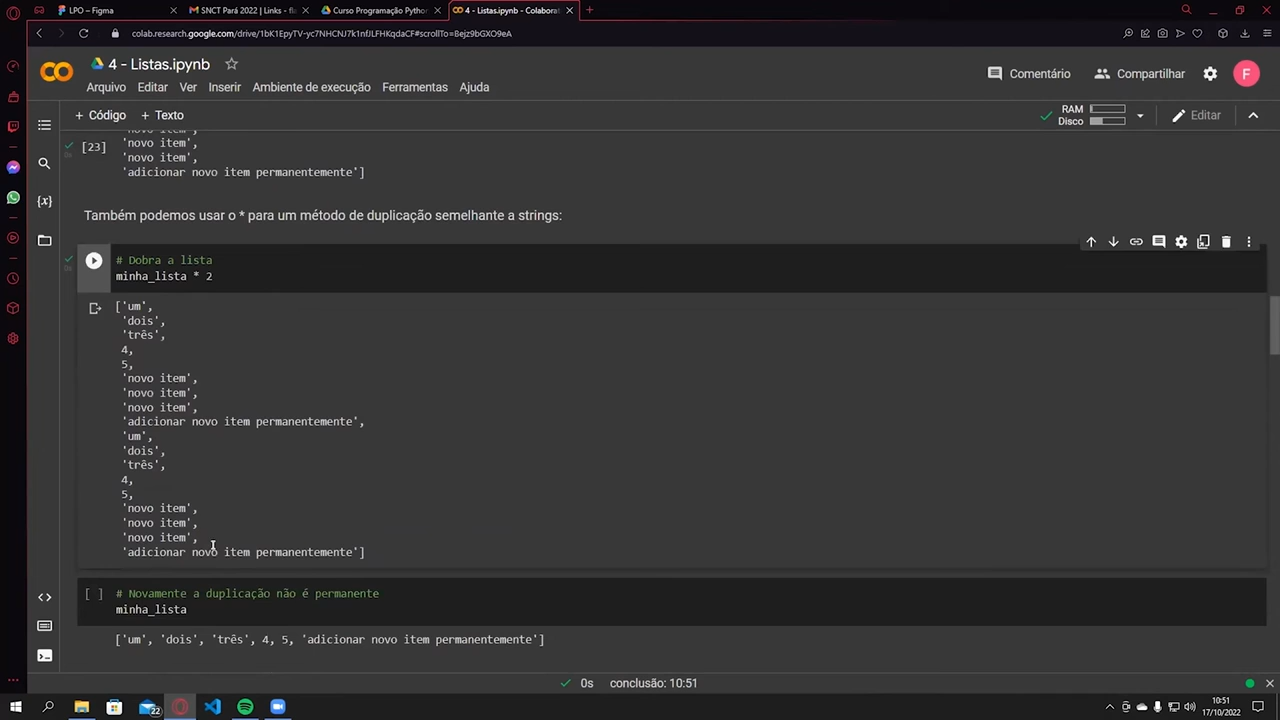 LPO – Figma
SNCT Pará 2022 | Links - fl
Curso Programação Python
4 - Listas.ipynb - Colaborat
colab.research.google.com/drive/1bK1EpyTV-yc7NHCNJ7k1nfJLFHKqdaCF#scrollTo=8ejz9bGXO9eA
4 - Listas.ipynb
Comentário
Compartilhar
F
Arquivo Editar Ver Inserir Ambiente de execução Ferramentas Ajuda
+ Código + Texto
RAM
Disco
Editar
'novo item',
[23]
'novo item',
'novo item',
'adicionar novo item permanentemente']
Também podemos usar o * para um método de duplicação semelhante a strings:
0s
# Dobra a lista
minha_lista * 2
['um',
'dois',
'três',
4,
5,
'novo item',
'novo item',
'novo item',
'adicionar novo item permanentemente',
'um',
'dois',
'três',
4,
5,
'novo item',
'novo item',
'novo item',
'adicionar novo item permanentemente']
[ ] # Novamente a duplicação não é permanente
minha_lista
['um', 'dois', 'três', 4, 5, 'adicionar novo item permanentemente']
0s conclusão: 10:51
22
10:51
17/10/2022